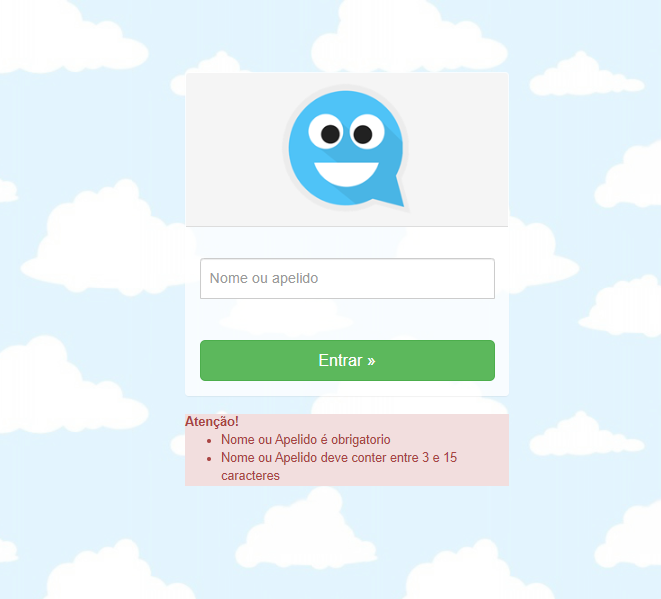 Nome ou apelido
Entrar »
Atenção!
• Nome ou Apelido é obrigatorio
• Nome ou Apelido deve conter entre 3 e 15
caracteres